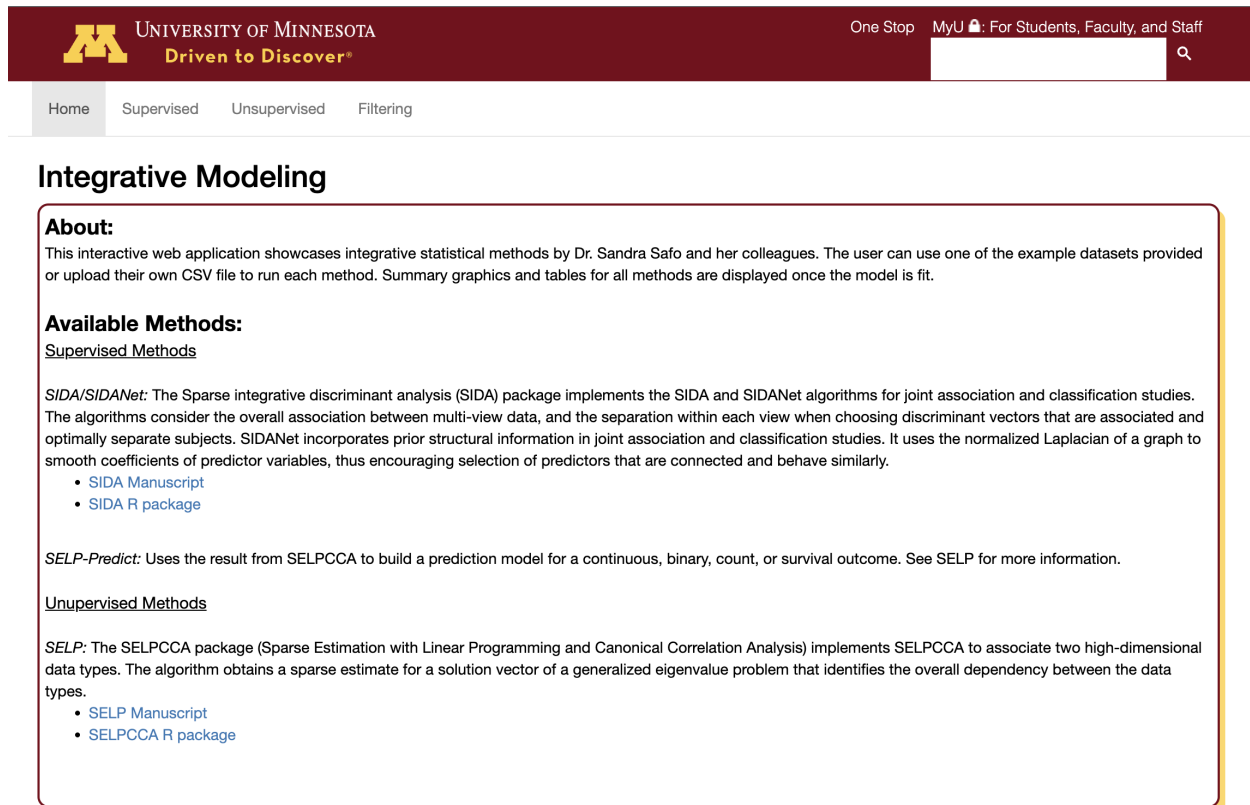 UNIVERSITY OF MINNESOTA
Driven to Discover®
One Stop MyU : For Students, Faculty, and Staff
Home Supervised Unsupervised Filtering
Integrative Modeling
About:
This interactive web application showcases integrative statistical methods by Dr. Sandra Safo and her colleagues. The user can use one of the example datasets provided
or upload their own CSV file to run each method. Summary graphics and tables for all methods are displayed once the model is fit.
Available Methods:
Supervised Methods
SIDA/SIDANet: The Sparse integrative discriminant analysis (SIDA) package implements the SIDA and SIDANet algorithms for joint association and classification studies.
The algorithms consider the overall association between multi-view data, and the separation within each view when choosing discriminant vectors that are associated and
optimally separate subjects. SIDANet incorporates prior structural information in joint association and classification studies. It uses the normalized Laplacian of a graph to
smooth coefficients of predictor variables, thus encouraging selection of predictors that are connected and behave similarly.
• SIDA Manuscript
• SIDA R package
SELP-Predict: Uses the result from SELPCCA to build a prediction model for a continuous, binary, count, or survival outcome. See SELP for more information.
Unupervised Methods
SELP: The SELPCCA package (Sparse Estimation with Linear Programming and Canonical Correlation Analysis) implements SELPCCA to associate two high-dimensional
data types. The algorithm obtains a sparse estimate for a solution vector of a generalized eigenvalue problem that identifies the overall dependency between the data
types.
• SELP Manuscript
• SELPCCA R package